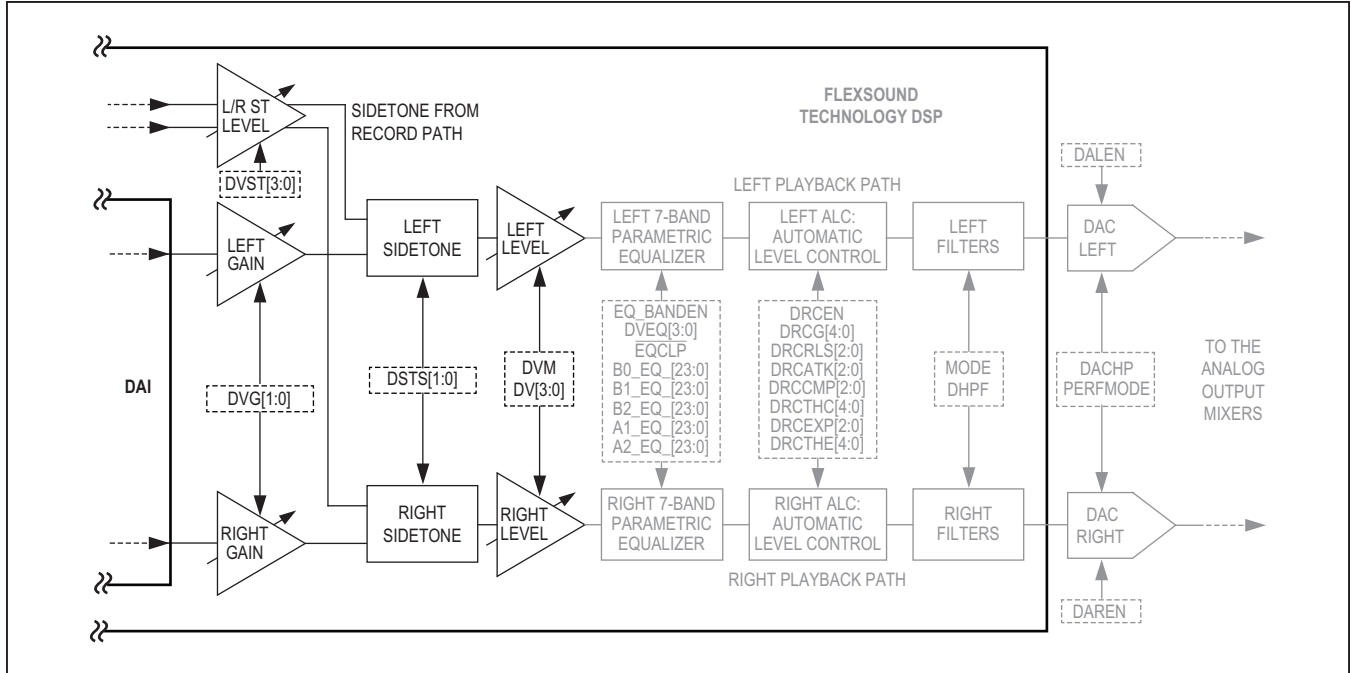 L/R ST
LEVEL
SIDETONE FROM
RECORD PATH
DVST[3:0]
FLEXSOUND
TECHNOLOGY DSP
DALEN
DAI
LEFT
GAIN
LEFT
SIDETONE
LEFT
LEVEL
LEFT PLAYBACK PATH
LEFT 7-BAND
PARAMETRIC
EQUALIZER
LEFT ALC:
AUTOMATIC
LEVEL CONTROL
LEFT
FILTERS
DAC
LEFT
DVG[1:0]
DSTS[1:0]
DVM
DV[3:0]
EQ_BANDEN
DVEQ[3:0]
EQCLP
B0_EQ_[23:0]
B1_EQ_[23:0]
B2_EQ_[23:0]
A1_EQ_[23:0]
A2_EQ_[23:0]
DRCEN
DRCG[4:0]
DRCRLS[2:0]
DRCATK[2:0]
DRCCMP[2:0]
DRCTHC[4:0]
DRCEXP[2:0]
DRCTHE[4:0]
MODE
DHPF
DACHP
PERFMODE
TO THE
ANALOG
OUTPUT
MIXERS
RIGHT
GAIN
RIGHT
SIDETONE
RIGHT
LEVEL
RIGHT 7-BAND
PARAMETRIC
EQUALIZER
RIGHT ALC:
AUTOMATIC
LEVEL CONTROL
RIGHT
FILTERS
DAC
RIGHT
RIGHT PLAYBACK PATH
DAREN